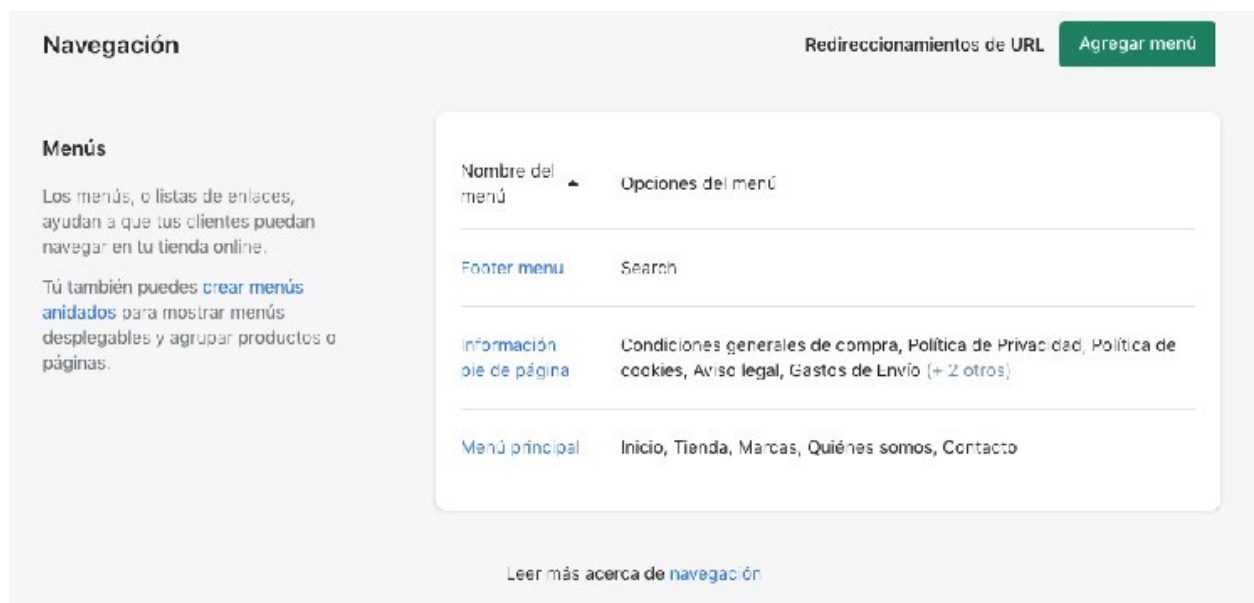 Navegación
Redireccionamientos de URL
Agregar menú
Menús
Los menús, o listas de enlaces,
ayudan a que tus clientes puedan
navegar en tu tienda online.
Tú también puedes crear menús
anidados para mostrar menús
desplegables y agrupar productos o
páginas.
Nombre del
menú
Opciones del menú
Footer menu
Search
Información
pie de página
Condiciones generales de compra, Política de Privacidad, Política de
cookies, Aviso legal, Gastos de Envío (+ 2 otros)
Menú principal
Inicio, Tienda, Marcas, Quiénes somos, Contacto
Leer más acerca de navegación